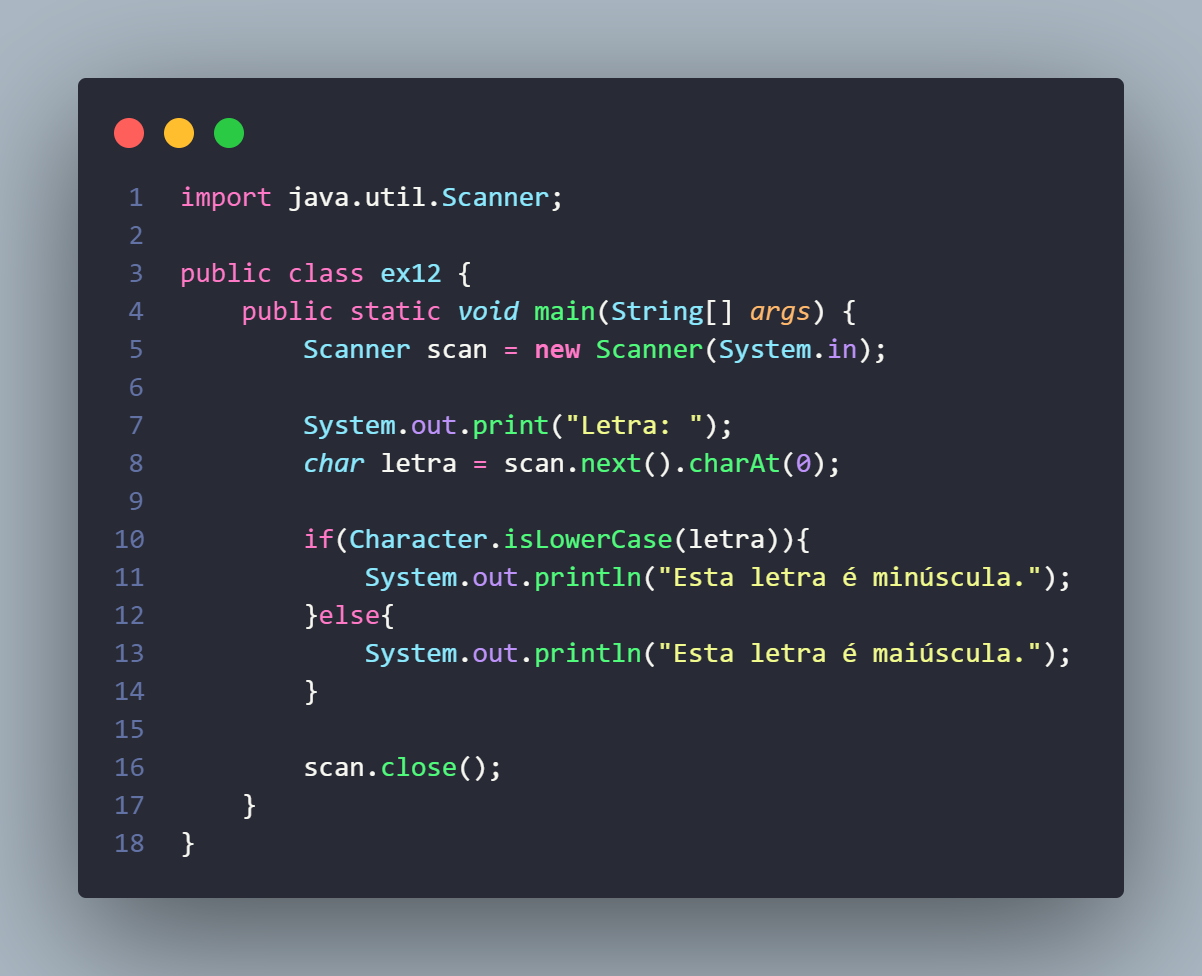 1 import java.util.Scanner;
2
3 public class ex12 {
4     public static void main(String[] args) {
5         Scanner scan = new Scanner(System.in);
6
7         System.out.print("Letra: ");
8         char letra = scan.next().charAt(0);
9
10         if(Character.isLowerCase(letra)){
11             System.out.println("Esta letra é minúscula.");
12         }else{
13             System.out.println("Esta letra é maiúscula.");
14         }
15
16         scan.close();
17     }
18 }